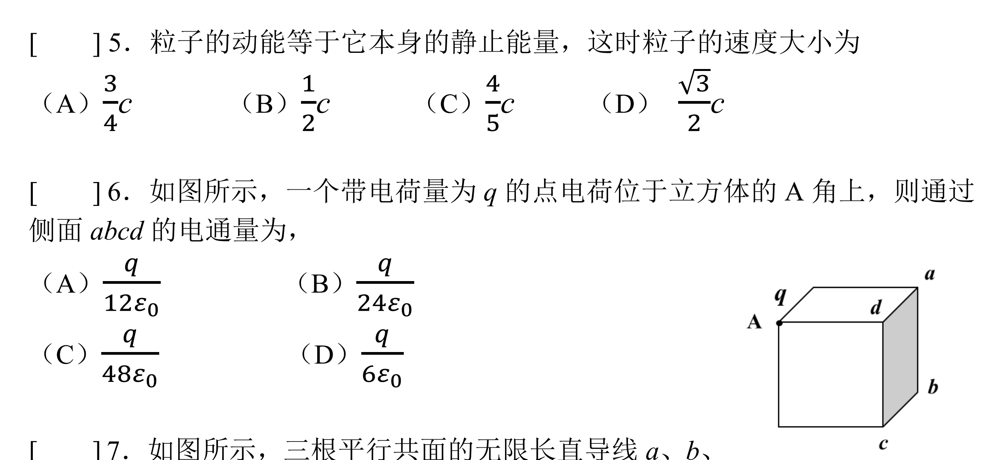 [ ] 5. 粒子的动能等于它本身的静止能量，这时粒子的速度大小为
（A）$\frac{3}{4}c$ （B）$\frac{1}{2}c$ （C）$\frac{4}{5}c$ （D）$\frac{\sqrt{3}}{2}c$
[ ] 6. 如图所示，一个带电荷量为 q 的点电荷位于立方体的 A 角上，则通过
侧面 abcd 的电通量为，
（A）$\frac{q}{12\varepsilon_0}$ （B）$\frac{q}{24\varepsilon_0}$
（C）$\frac{q}{48\varepsilon_0}$ （D）$\frac{q}{6\varepsilon_0}$
a
q
d
A
b
c
[ ] 7. 如图所示，三根平行共面的无限长直导线 a、b、